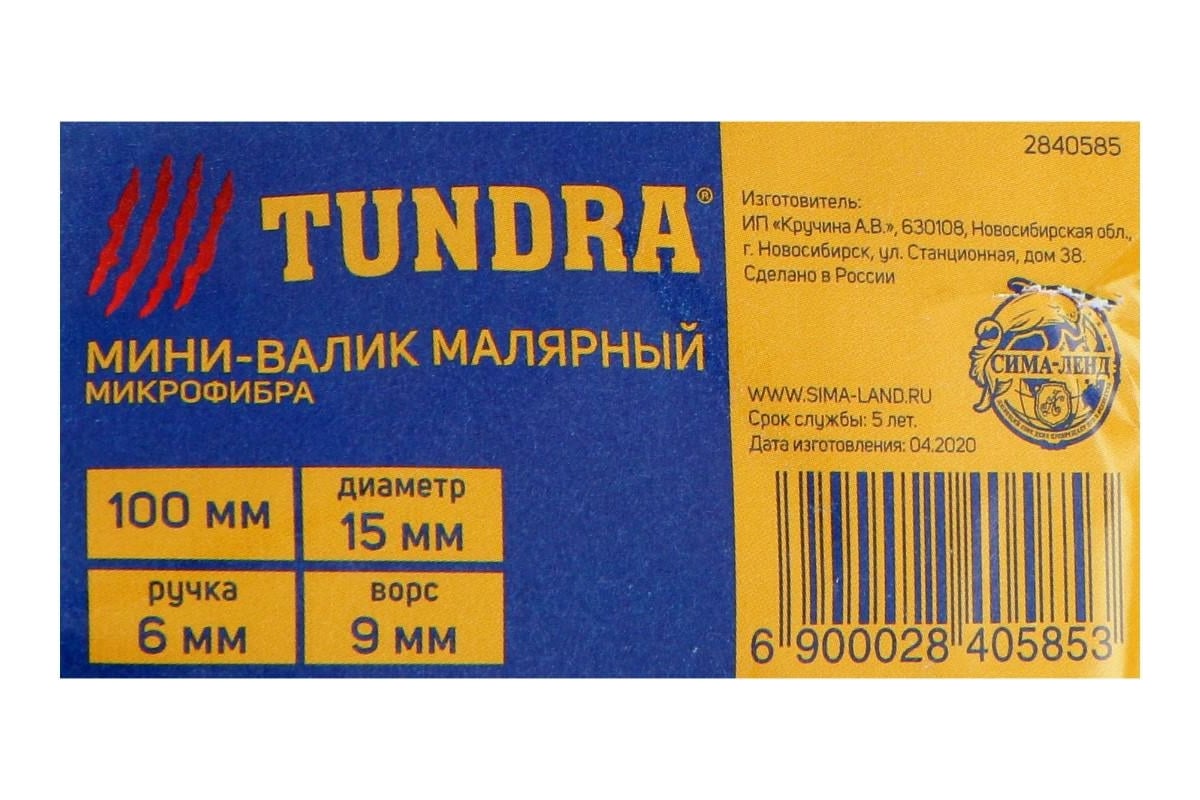 TUNDRA®
МИНИ-ВАЛИК МАЛЯРНЫЙ
МИКРОФИБРА
100 мм
диаметр
15 мм
ручка
6 мм
ворс
9 мм
2840585
Изготовитель:
ИП «Кручина А.В.», 630108, Новосибирская обл.,
г. Новосибирск, ул. Станционная, дом 38.
Сделано в России
СИМА-ЛЕНД
WWW.SIMA-LAND.RU
Срок службы: 5 лет.
Дата изготовления: 04.2020
6 900028 405853